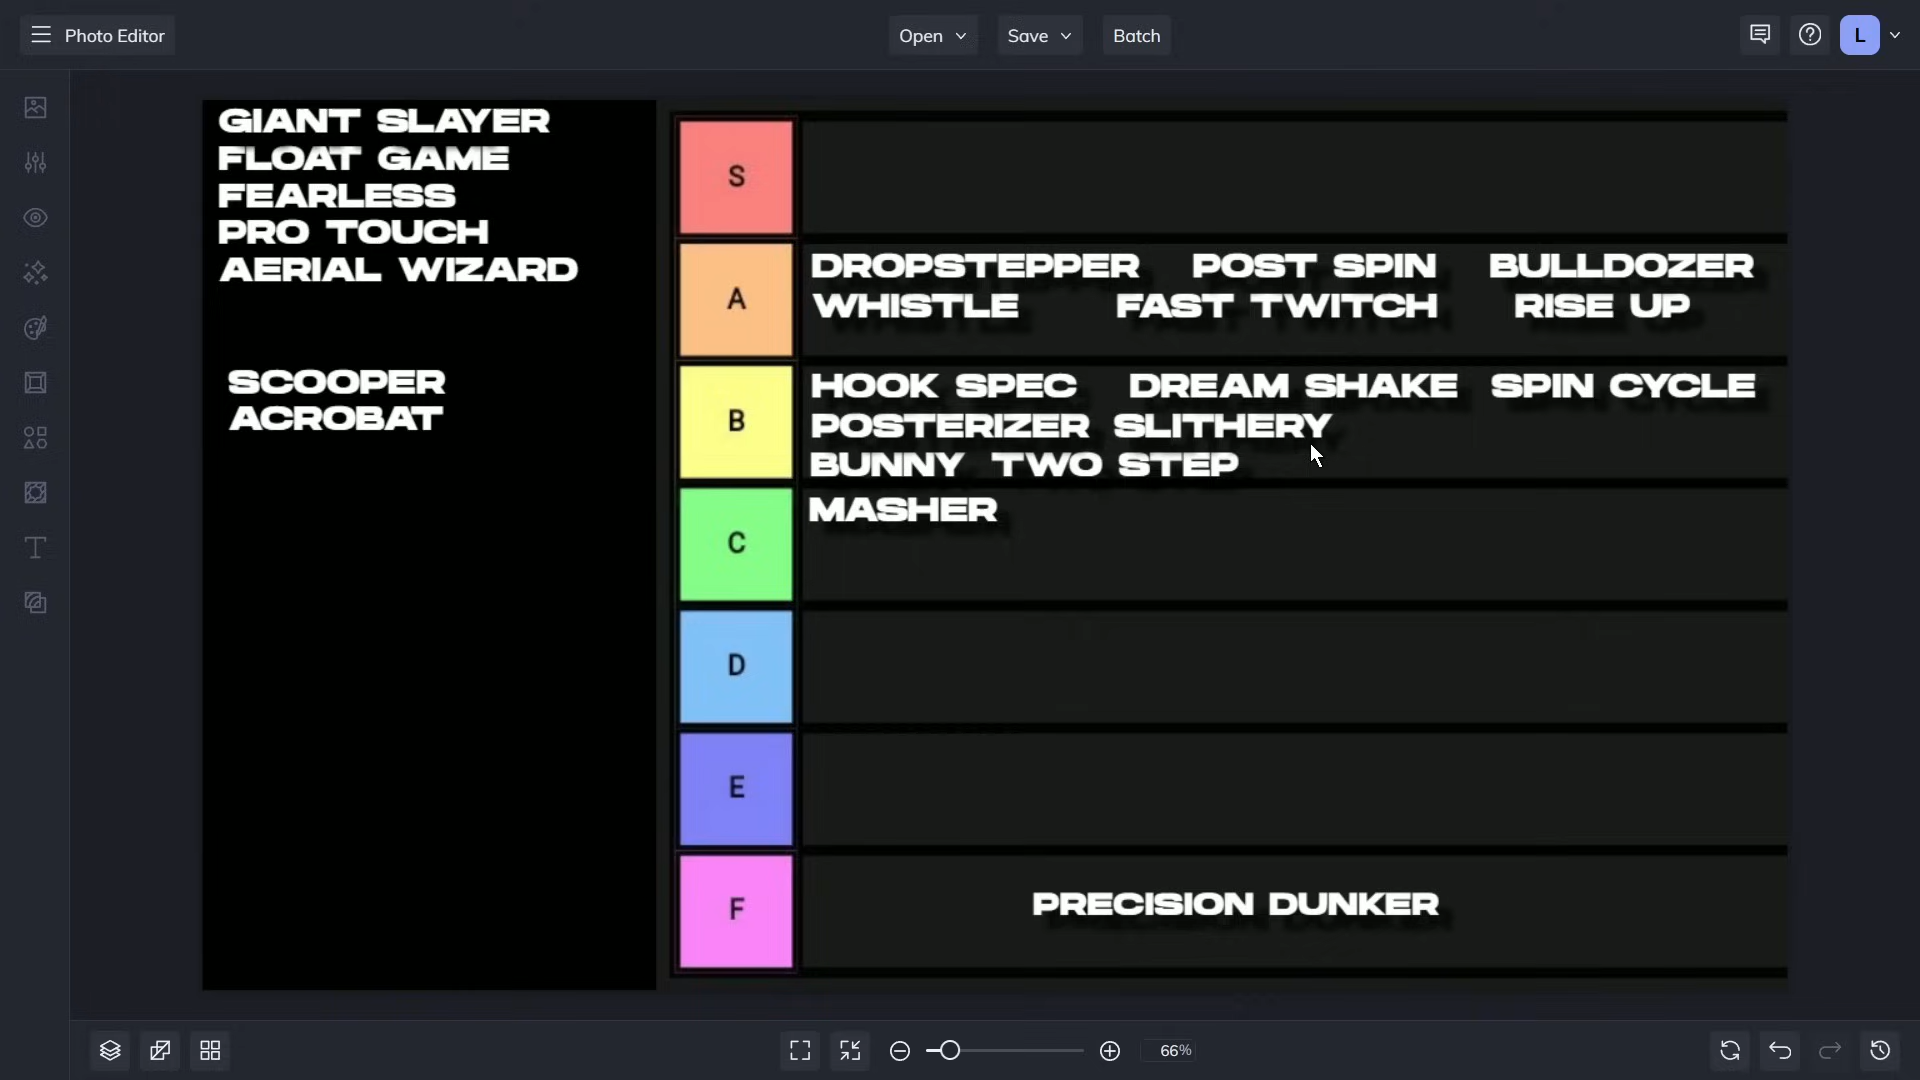 Photo Editor
Open
Save
Batch
L
GIANT SLAYER
FLOAT GAME
FEARLESS
PRO TOUCH
AERIAL WIZARD
SCOOPER
ACROBAT
S
A
DROPSTEPPER POST SPIN BULLDOZER
WHISTLE FAST TWITCH RISE UP
B
HOOK SPEC DREAM SHAKE SPIN CYCLE
POSTERIZER SLITHERY
BUNNY TWO STEP
C
MASHER
D
E
F
PRECISION DUNKER
66%